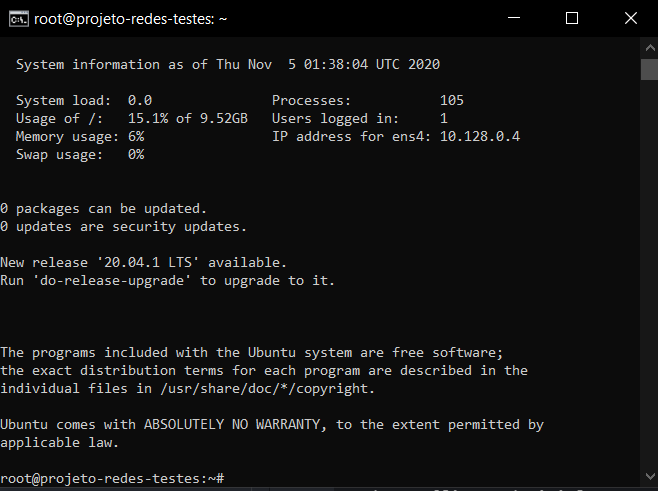 root@projeto-redes-testes: ~
System information as of Thu Nov  5 01:38:04 UTC 2020
System load:  0.0               Processes:           105
Usage of /:   15.1% of 9.52GB   Users logged in:     1
Memory usage: 6%                IP address for ens4: 10.128.0.4
Swap usage:   0%
0 packages can be updated.
0 updates are security updates.
New release '20.04.1 LTS' available.
Run 'do-release-upgrade' to upgrade to it.
The programs included with the Ubuntu system are free software;
the exact distribution terms for each program are described in the
individual files in /usr/share/doc/*/copyright.
Ubuntu comes with ABSOLUTELY NO WARRANTY, to the extent permitted by
applicable law.
root@projeto-redes-testes:~#